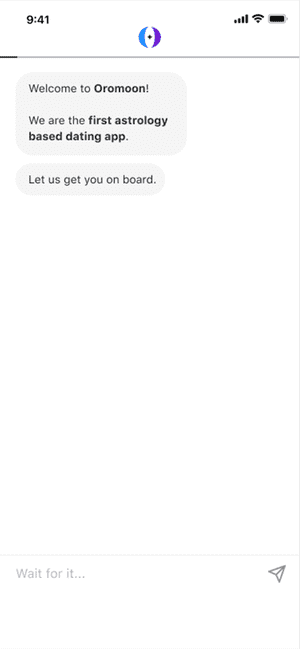 9:41
Welcome to Oromoon!
We are the first astrology
based dating app.
Let us get you on board.
Wait for it...